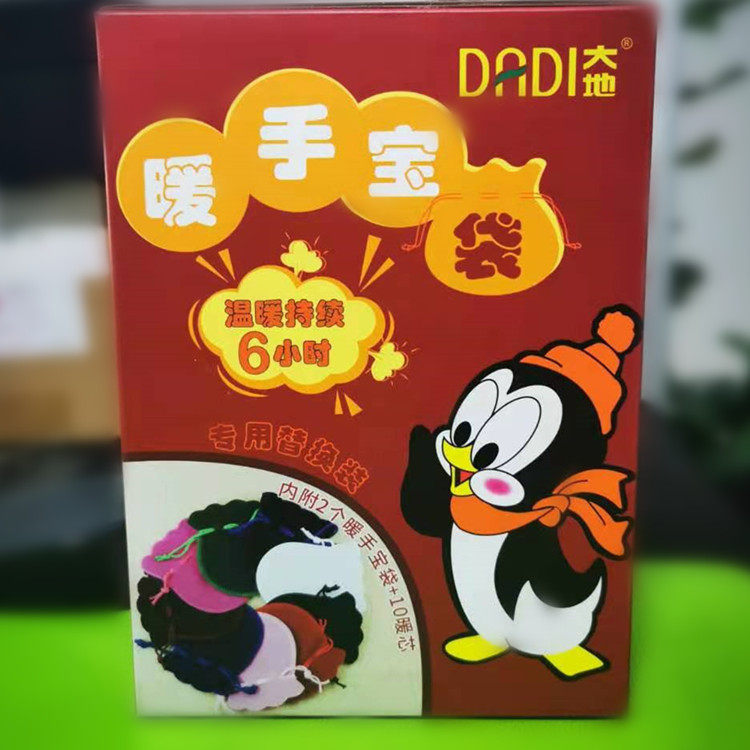 DADI大地®
暖手宝袋
温暖持续
6小时
专用替换装
内附2个暖手宝袋+10暖芯